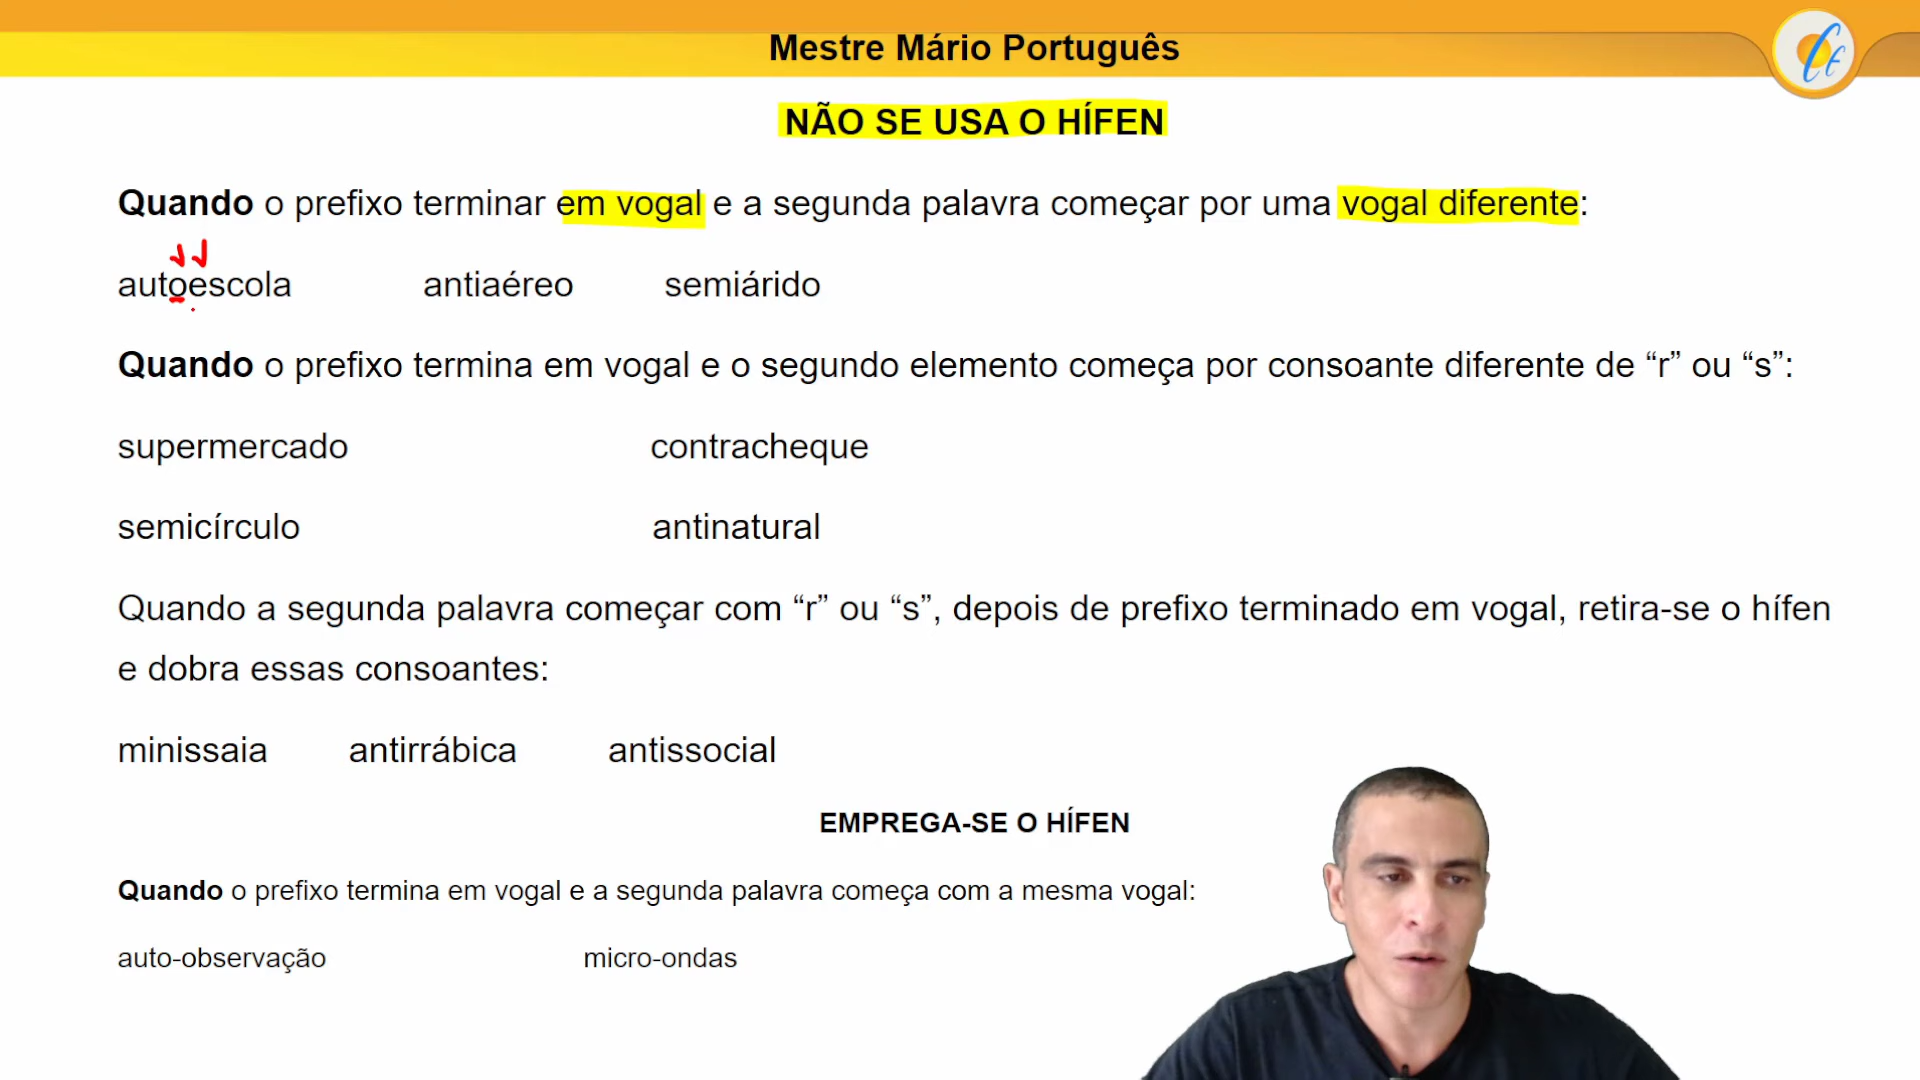 Mestre Mário Português
NÃO SE USA O HÍFEN
Quando o prefixo terminar em vogal e a segunda palavra começar por uma vogal diferente:
autoescola antiaéreo semiárido
Quando o prefixo termina em vogal e o segundo elemento começa por consoante diferente de “r” ou “s”:
supermercado contracheque
semicírculo antinatural
Quando a segunda palavra começar com “r” ou “s”, depois de prefixo terminado em vogal, retira-se o hífen
e dobra essas consoantes:
minissaia antirrábica antissocial
EMPREGA-SE O HÍFEN
Quando o prefixo termina em vogal e a segunda palavra começa com a mesma vogal:
auto-observação micro-ondas